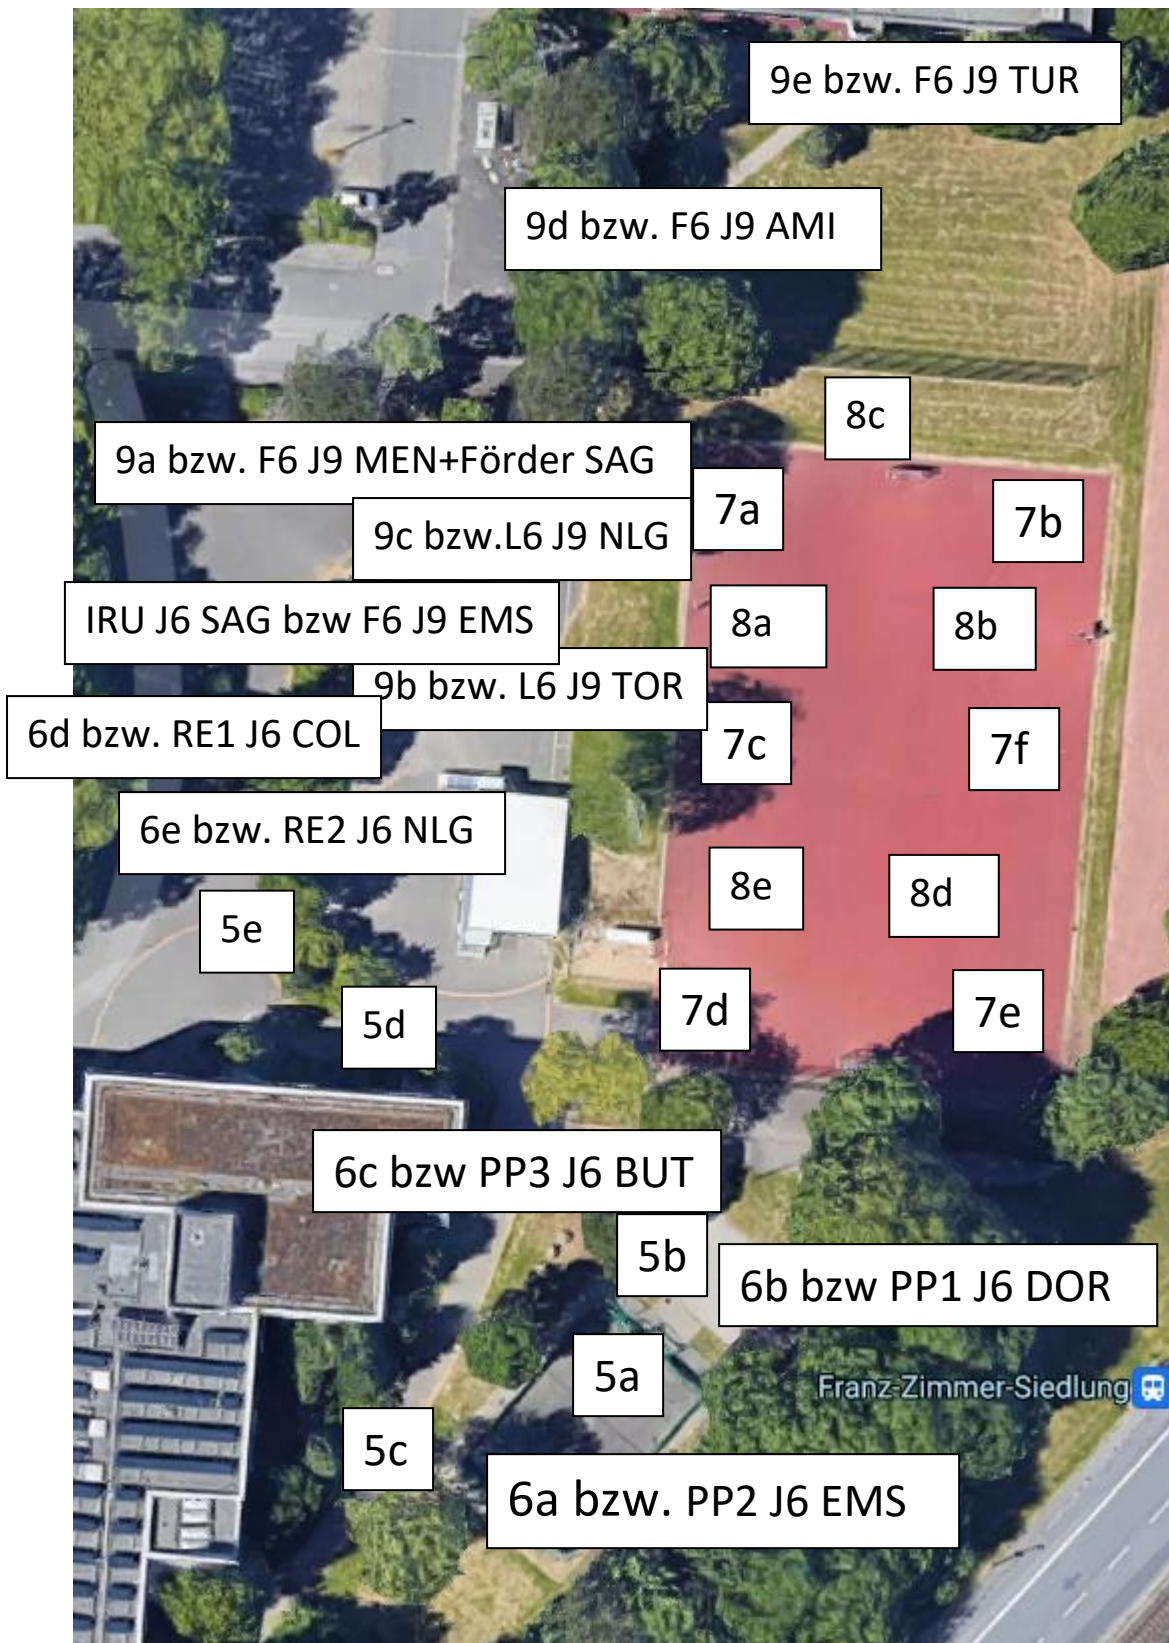 9e bzw. F6 J9 TUR
9d bzw. F6 J9 AMI
8c
9a bzw. F6 J9 MEN+Förder SAG
7a
7b
9c bzw.L6 J9 NLG
IRU J6 SAG bzw F6 J9 EMS
8a
8b
9b bzw. L6 J9 TOR
6d bzw. RE1 J6 COL
7c
7f
6e bzw. RE2 J6 NLG
8e
8d
5e
7d
7e
5d
6c bzw PP3 J6 BUT
5b
6b bzw PP1 J6 DOR
5a
Franz-Zimmer-Siedlung
5c
6a bzw. PP2 J6 EMS